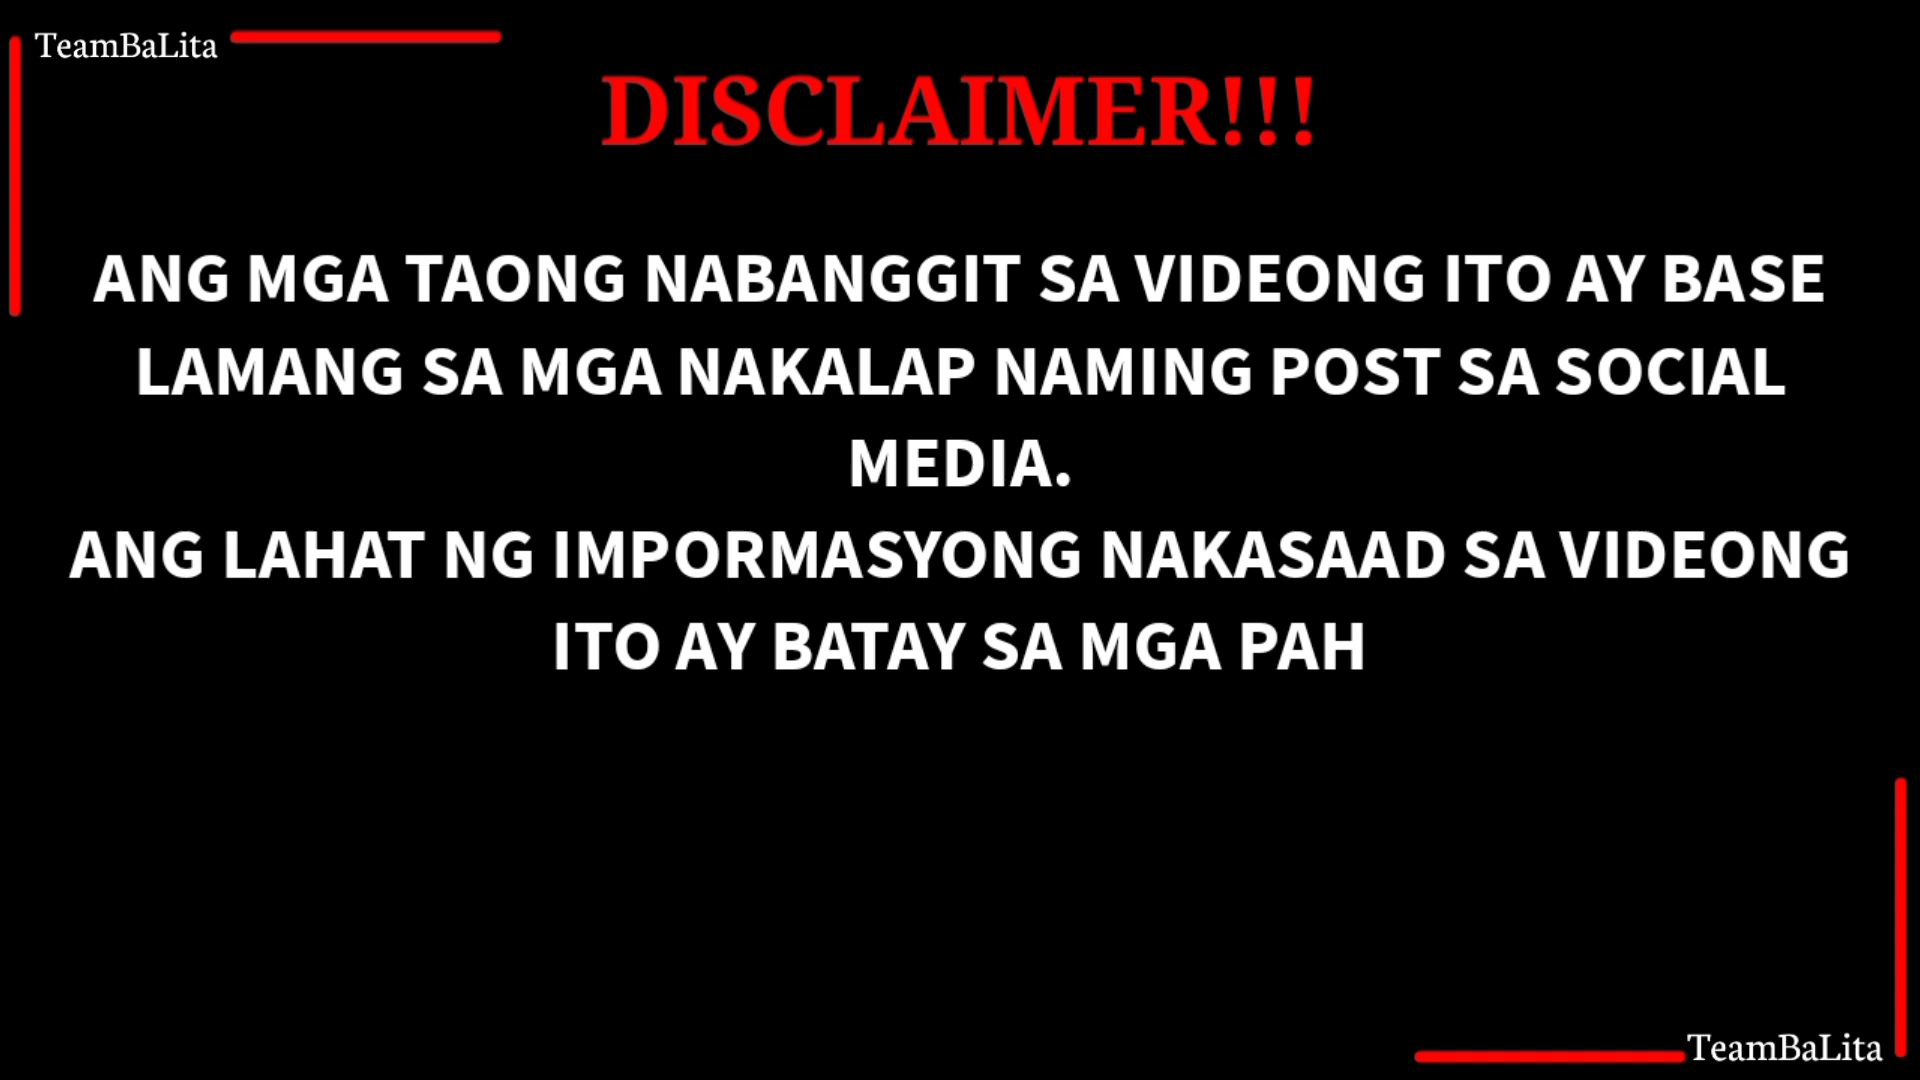 TeamBaLita
DISCLAIMER!!!
ANG MGA TAONG NABANGGIT SA VIDEONG ITO AY BASE
LAMANG SA MGA NAKALAP NAMING POST SA SOCIAL
MEDIA.
ANG LAHAT NG IMPORMASYONG NAKASAAD SA VIDEONG
ITO AY BATAY SA MGA PAH
TeamBaLita